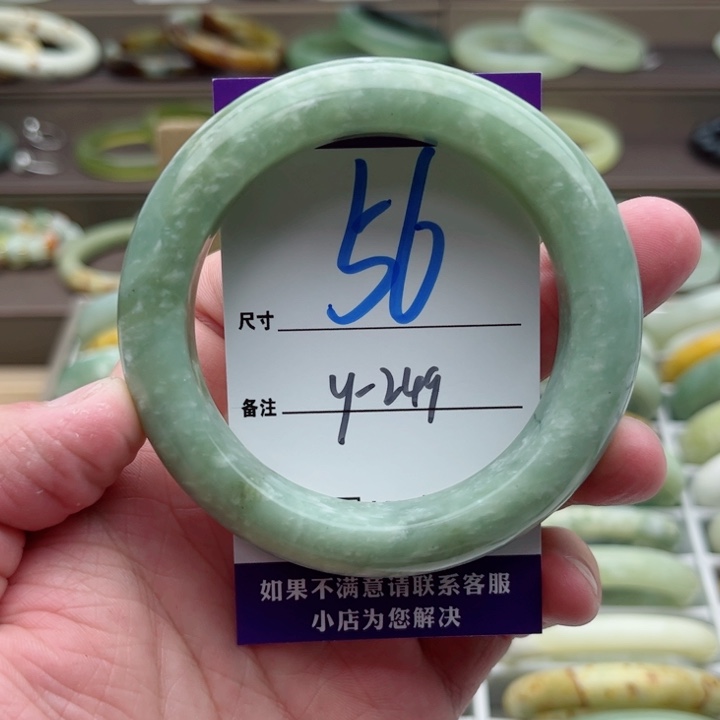 56
尺寸
y-249
备注
如果不满意请联系客服
小店为您解决